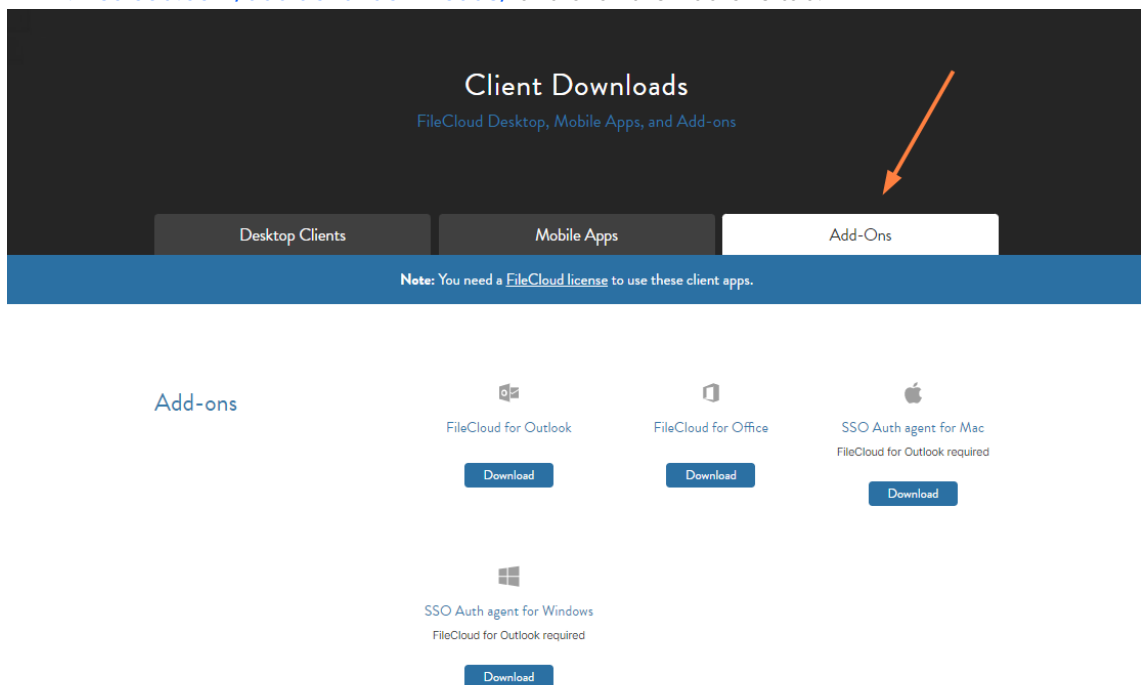 Client Downloads
FileCloud Desktop, Mobile Apps, and Add-ons
Desktop Clients
Mobile Apps
Add-Ons
Note: You need a FileCloud license to use these client apps.
Add-ons
FileCloud for Outlook
Download
FileCloud for Office
Download
SSO Auth agent for Mac
FileCloud for Outlook required
Download
SSO Auth agent for Windows
FileCloud for Outlook required
Download